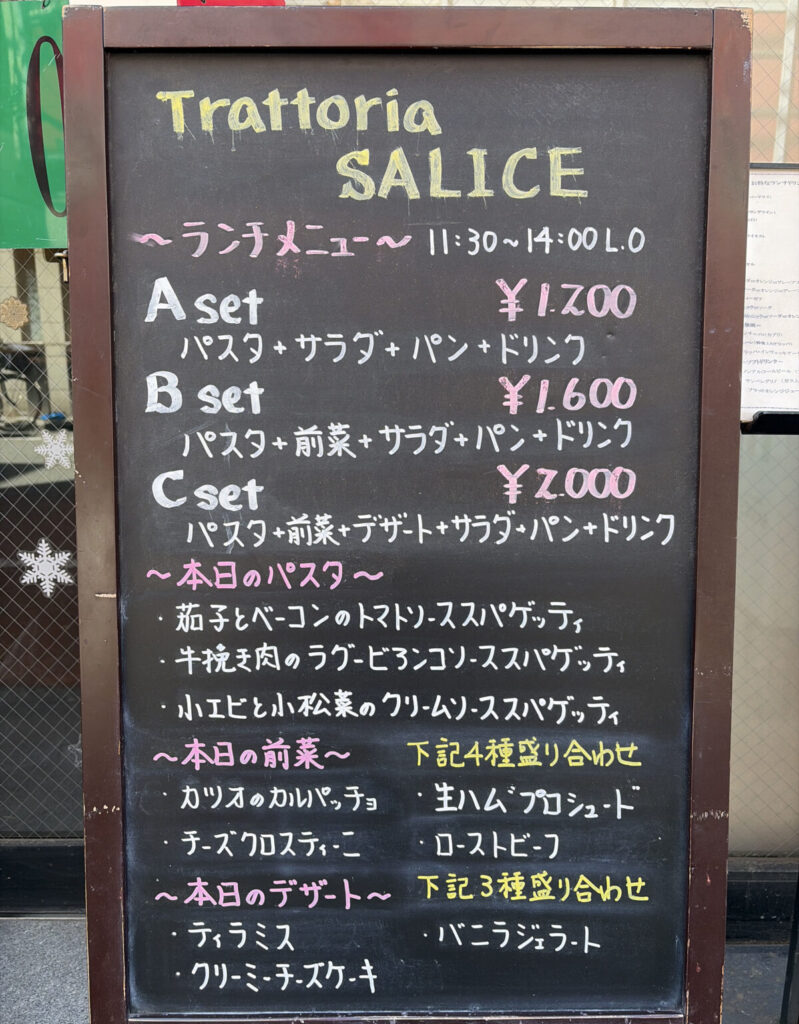 Trattoria
SALICE
～ランチメニュー～ 11:30～14:00 L.O
A set ¥1.200
パスタ+サラダ+パン+ドリンク
B set ¥1.600
パスタ+前菜+サラダ+パン+ドリンク
C set ¥2.000
パスタ+前菜+デザート+サラダ+パン+ドリンク
～本日のパスタ～
・茄子とベーコンのトマトソーススパゲッティ
・牛挽き肉のラグービアンコソーススパゲッティ
・小エビと小松菜のクリームソーススパゲッティ
～本日の前菜～ 下記4種盛り合わせ
・カツオのカルパッチョ ・生ハム゛プロシュード
・チーズクロスティーニ ・ローストビーフ
～本日のデザート～ 下記3種盛り合わせ
・ティラミス ・バニラジェラート
・クリーミーチーズケーキ